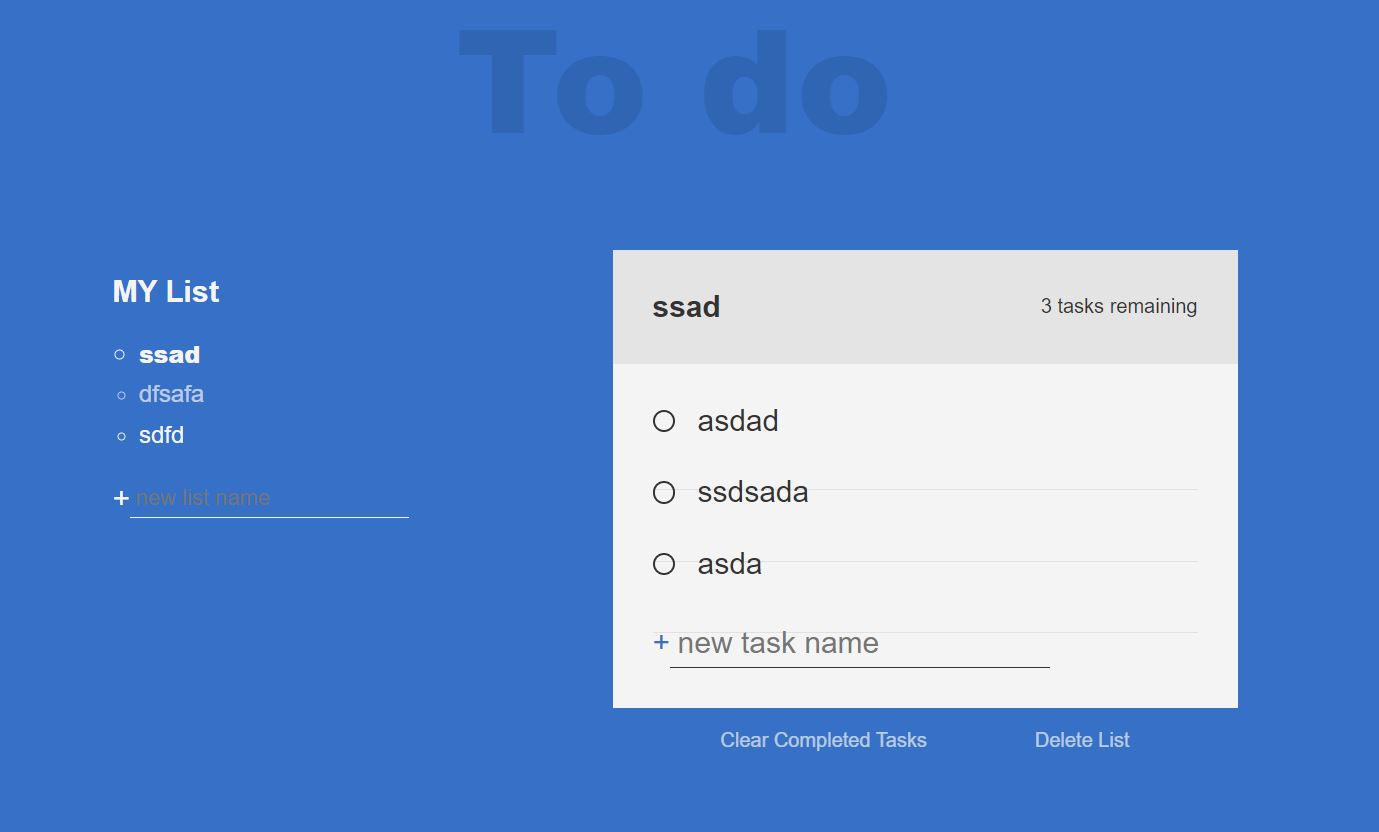 To do
MY List
ssad
dfsafa
sdfd
+ new list name
ssad
3 tasks remaining
asdad
ssdsada
asda
+ new task name
Clear Completed Tasks
Delete List